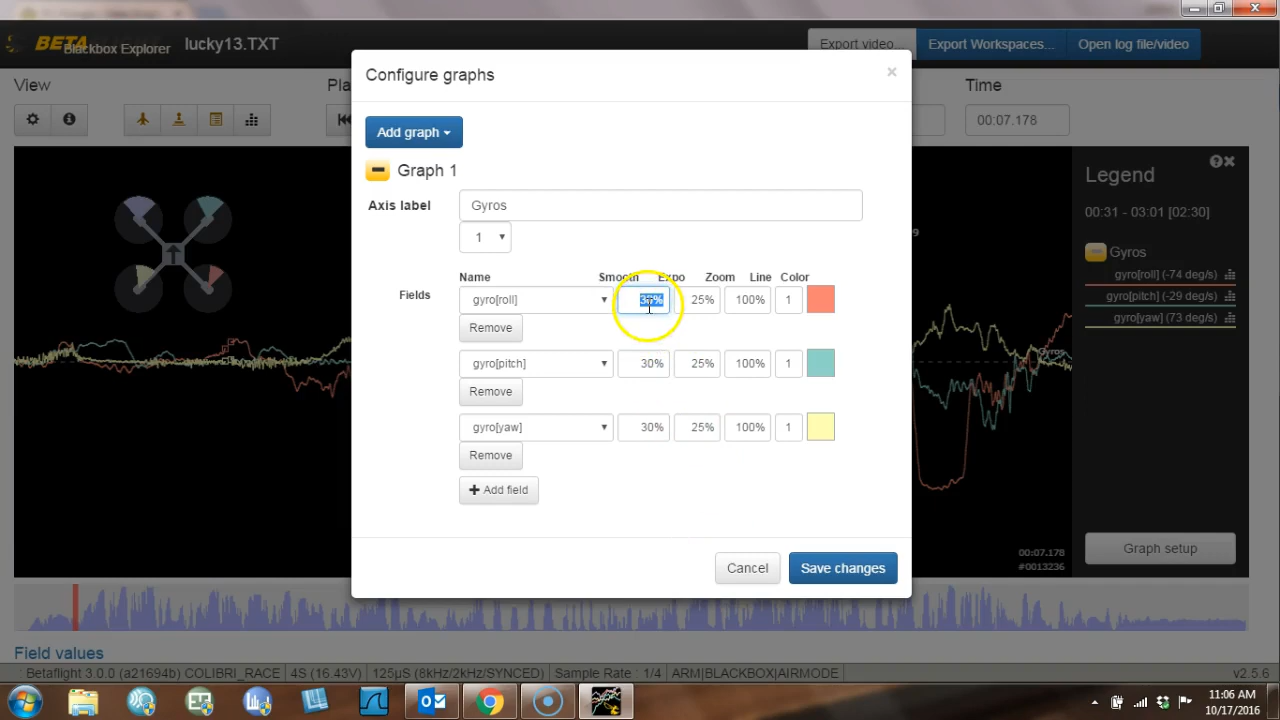 BETA
Blackbox Explorer
lucky13.TXT
Export video...
Export Workspaces...
Open log file/video
View
Pla
Time
00:07.178
Configure graphs
×
Add graph
Graph 1
Axis label
Gyros
1
Name Smooth Expo Zoom Line Color
Fields
gyro[roll] 30% 25% 100% 1
Remove
gyro[pitch] 30% 25% 100% 1
Remove
gyro[yaw] 30% 25% 100% 1
Remove
+ Add field
Cancel
Save changes
9
Gyros
00:07.178
#0013236
Legend
00:31 - 03:01 [02:30]
Gyros
gyro[roll] (-74 deg/s)
gyro[pitch] (-29 deg/s)
gyro[yaw] (73 deg/s)
Graph setup
Field values
Betaflight 3.0.0 (a21694b) COLIBRI_RACE 4S (16.43V) 125µS (8kHz/2kHz/SYNCED) Sample Rate : 1/4 ARM|BLACKBOX|AIRMODE v2.5.6
11:06 AM
10/17/2016